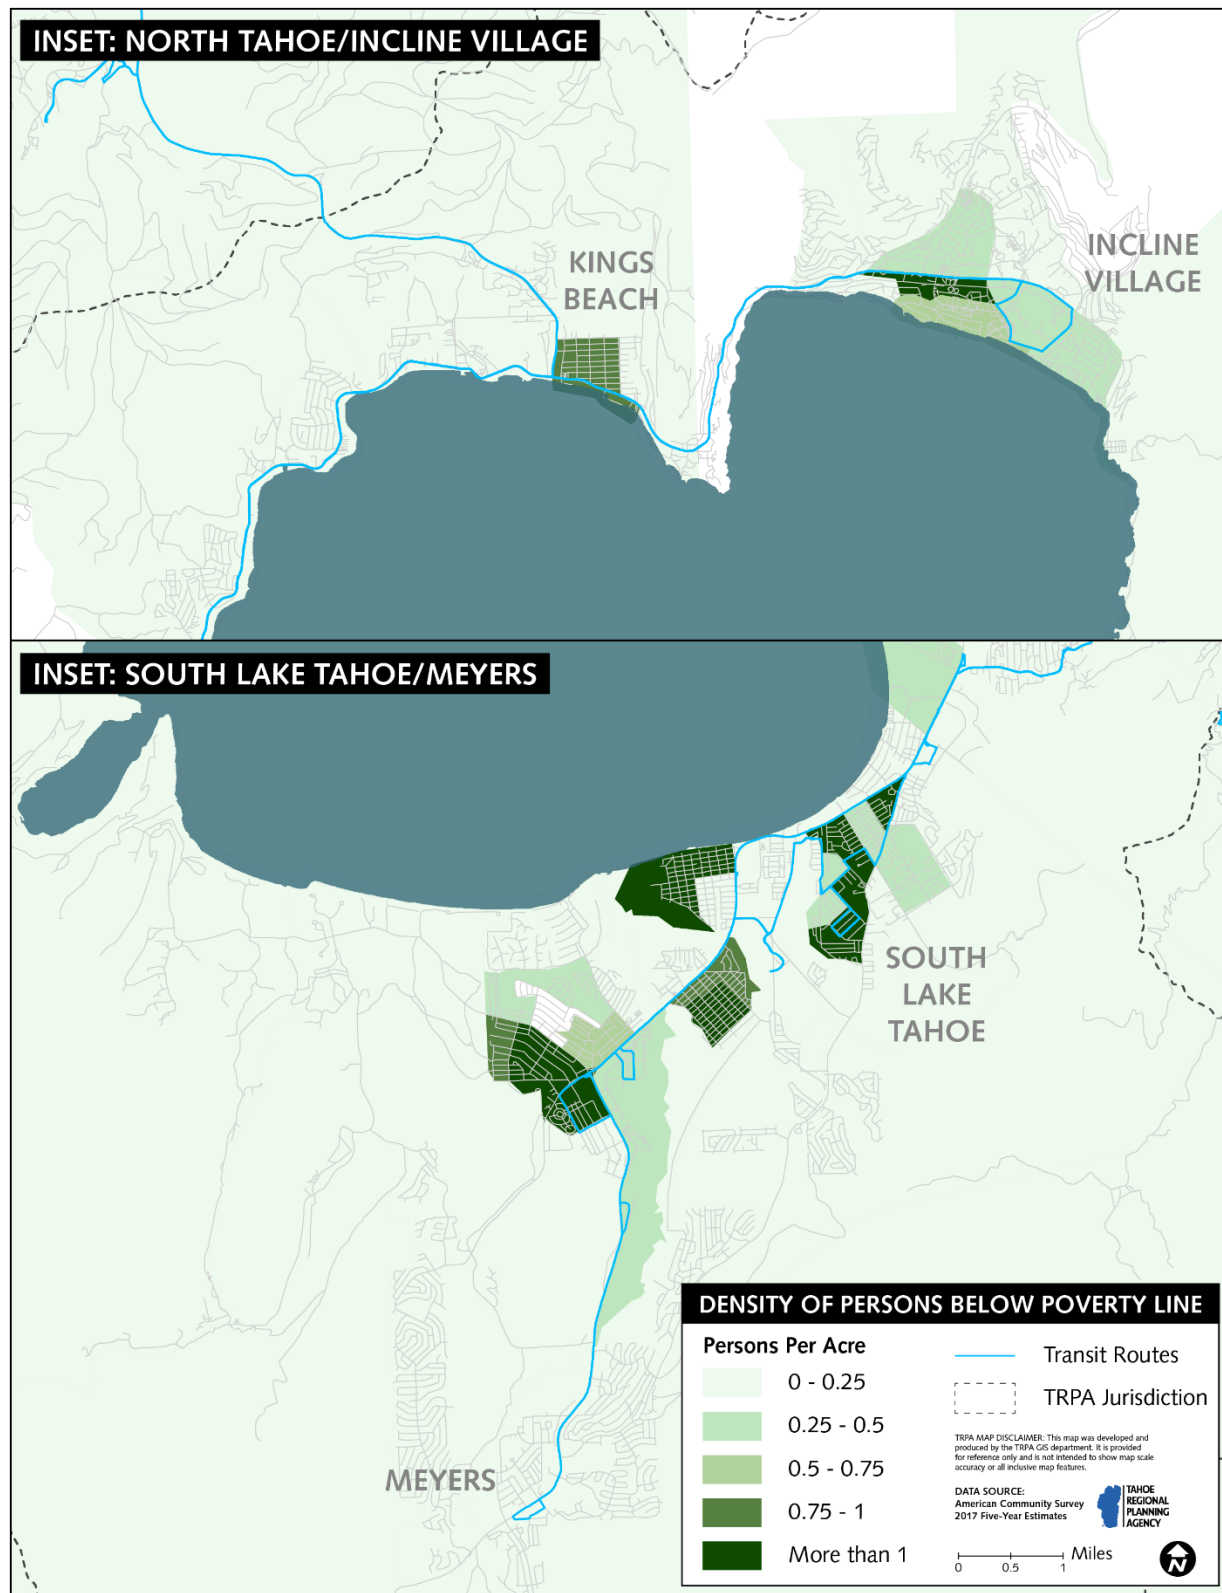 INSET: NORTH TAHOE/INCLINE VILLAGE
KINGS
BEACH
INCLINE
VILLAGE
INSET: SOUTH LAKE TAHOE/MEYERS
SOUTH
LAKE
TAHOE
MEYERS
DENSITY OF PERSONS BELOW POVERTY LINE
Persons Per Acre
0 - 0.25
0.25 - 0.5
0.5 - 0.75
0.75 - 1
More than 1
Transit Routes
TRPA Jurisdiction
TRPA MAP DISCLAIMER: This map was developed and
produced by the TRPA GIS department. It is provided
for reference only and is not intended to show map scale
accuracy or all inclusive map features.
DATA SOURCE:
American Community Survey
2017 Five-Year Estimates
TAHOE
REGIONAL
PLANNING
AGENCY
Miles
0 0.5 1
N